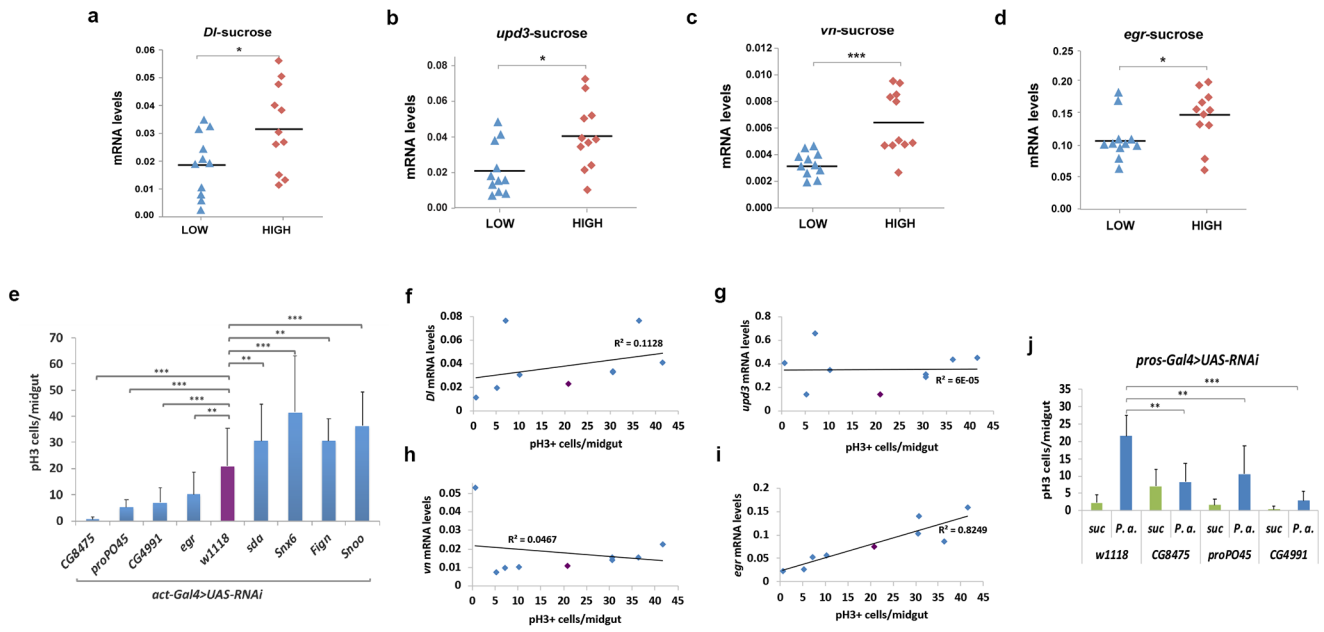 a
Dl-sucrose
*
mRNA levels
0.06
0.05
0.04
0.03
0.02
0.01
0.00
LOW HIGH
b
upd3-sucrose
*
mRNA levels
0.08
0.06
0.04
0.02
0.00
LOW HIGH
c
vn-sucrose
***
mRNA levels
0.012
0.010
0.008
0.006
0.004
0.002
0.000
LOW HIGH
d
egr-sucrose
*
mRNA levels
0.25
0.20
0.15
0.10
0.05
0.00
LOW HIGH
e
***
**
***
**
***
***
***
**
pH3 cells/midgut
70
60
50
40
30
20
10
0
CG8475 proPO45 CG4991 egr w1118 sda Snx6 Fign Snoo
act-Gal4>UAS-RNAi
f
Dl mRNA levels
0.08
0.06
0.04
0.02
0
R² = 0.1128
0 5 10 15 20 25 30 35 40 45
pH3+ cells/midgut
g
upd3 mRNA levels
0.8
0.6
0.4
0.2
0
R² = 6E-05
0 5 10 15 20 25 30 35 40 45
pH3+ cells/midgut
h
vn mRNA levels
0.05
0.04
0.03
0.02
0.01
0
R² = 0.0467
0 5 10 15 20 25 30 35 40 45
pH3+ cells/midgut
i
egr mRNA levels
0.2
0.15
0.1
0.05
0
R² = 0.8249
0 5 10 15 20 25 30 35 40 45
pH3+ cells/midgut
j
pros-Gal4>UAS-RNAi
***
**
**
pH3 cells/midgut
35
30
25
20
15
10
5
0
suc P. a. suc P. a. suc P. a. suc P. a.
w1118 CG8475 proPO45 CG4991